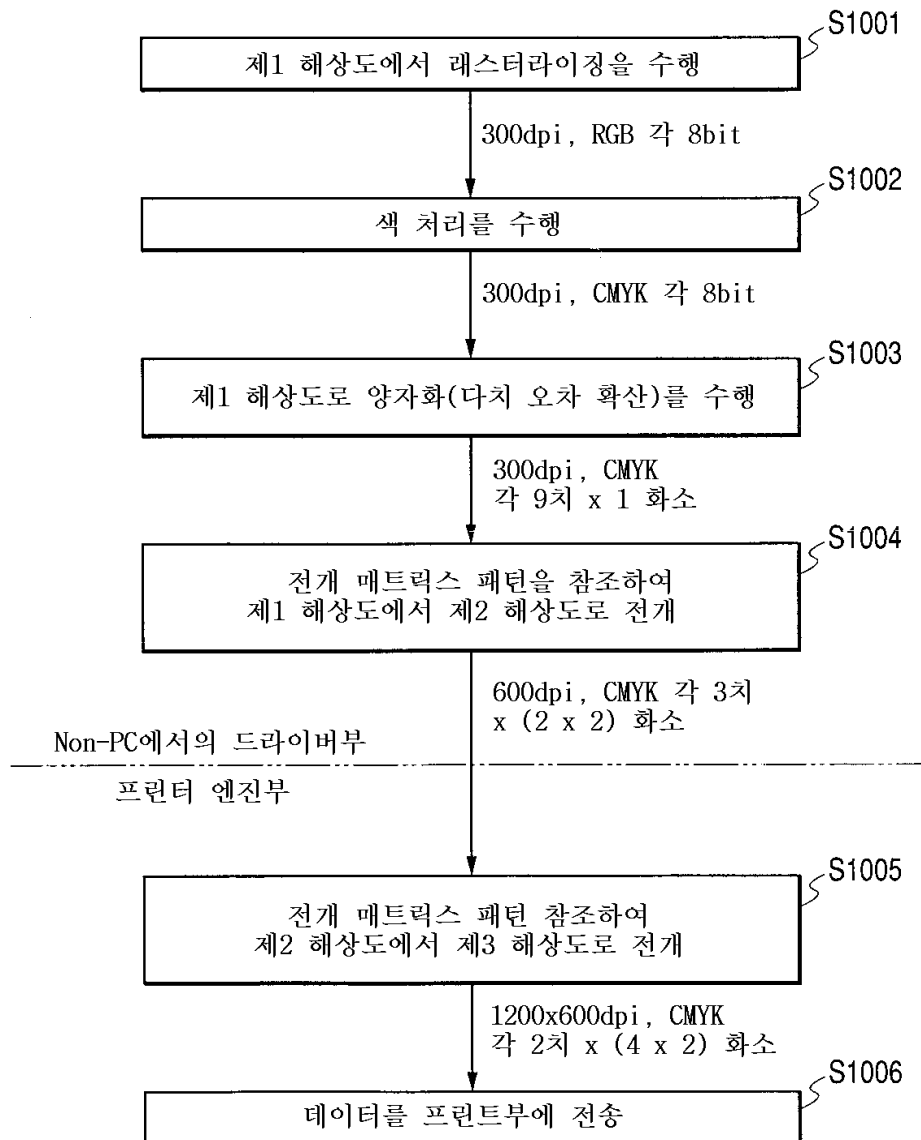 S1001
제1 해상도에서 래스터라이징을 수행
300dpi, RGB 각 8bit
S1002
색 처리를 수행
300dpi, CMYK 각 8bit
S1003
제1 해상도로 양자화(다치 오차 확산)를 수행
300dpi, CMYK
각 9치 x 1 화소
S1004
전개 매트릭스 패턴을 참조하여
제1 해상도에서 제2 해상도로 전개
600dpi, CMYK 각 3치
x (2 x 2) 화소
Non-PC에서의 드라이버부
프린터 엔진부
S1005
전개 매트릭스 패턴 참조하여
제2 해상도에서 제3 해상도로 전개
1200x600dpi, CMYK
각 2치 x (4 x 2) 화소
S1006
데이터를 프린트부에 전송